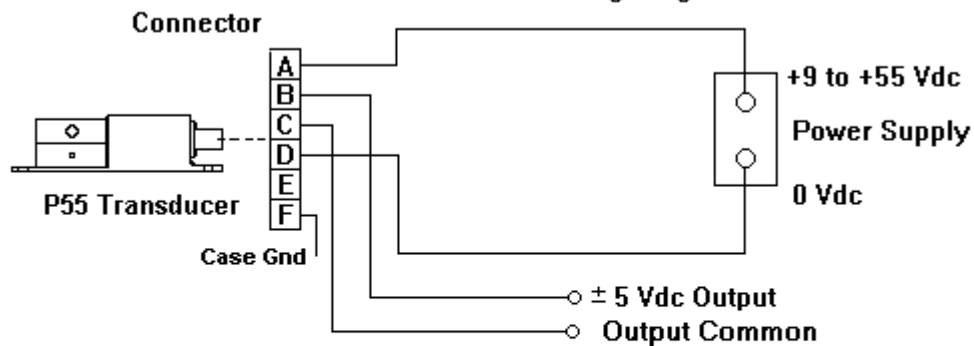 Connector
A
B
C
D
E
F
P55 Transducer
Case Gnd
+9 to +55 Vdc
Power Supply
0 Vdc
± 5 Vdc Output
Output Common